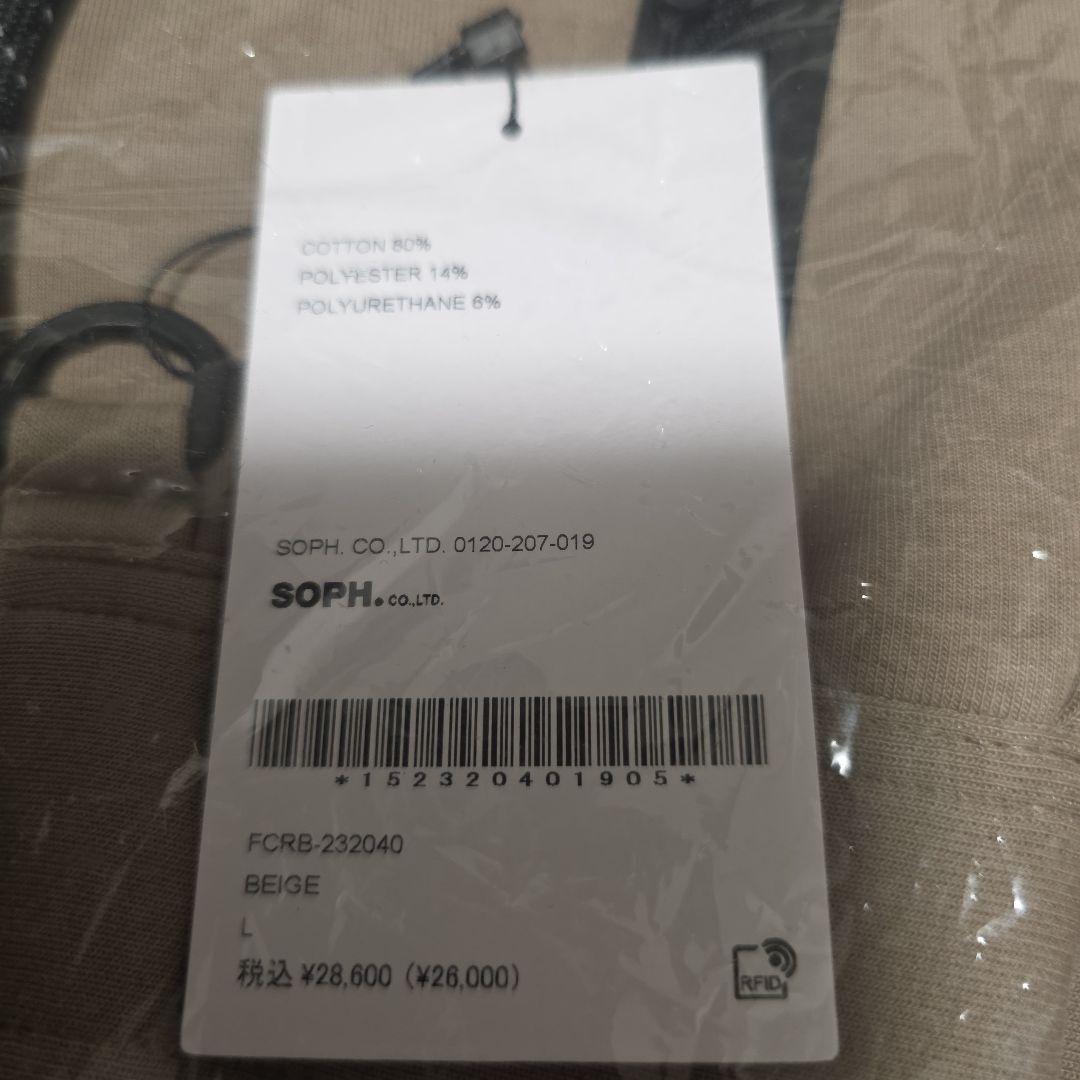 COTTON 80%
POLYESTER 14%
POLYURETHANE 6%
SOPH. CO.,LTD. 0120-207-019
SOPH. CO.,LTD.
*152320401905*
FCRB-232040
BEIGE
L
税込 ¥28,600 (¥26,000)
RFID